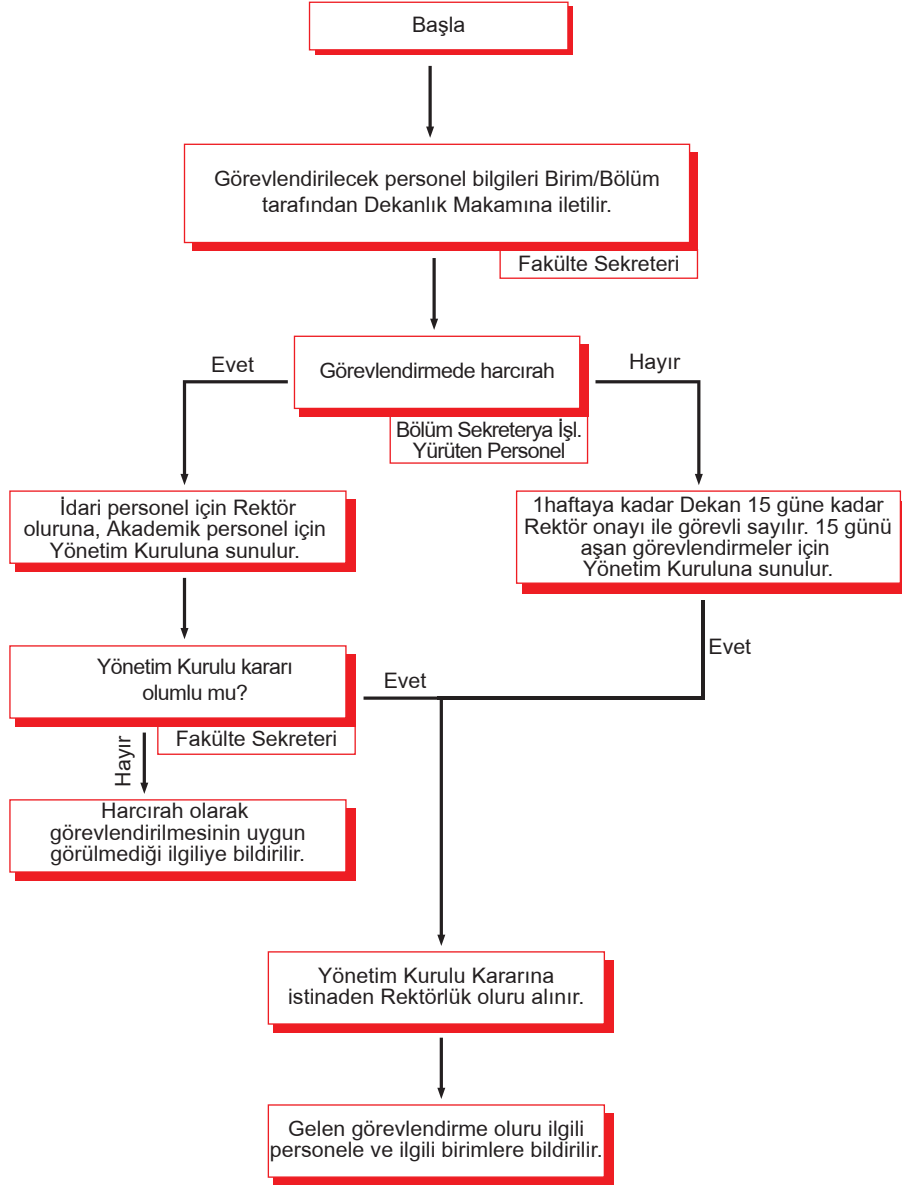 Başla
Görevlendirilecek personel bilgileri Birim/Bölüm
tarafından Dekanlık Makamına iletilir.
Fakülte Sekreteri
Görevlendirmede harcırah
Evet
Hayır
Bölüm Sekreterya İşl.
Yürüten Personel
İdari personel için Rektör
oluruna, Akademik personel için
Yönetim Kuruluna sunulur.
1haftaya kadar Dekan 15 güne kadar
Rektör onayı ile görevli sayılır. 15 günü
aşan görevlendirmeler için
Yönetim Kuruluna sunulur.
Yönetim Kurulu kararı
olumlu mu?
Evet
Evet
Fakülte Sekreteri
Hayır
Harcırah olarak
görevlendirilmesinin uygun
görülmediği ilgiliye bildirilir.
Yönetim Kurulu Kararına
istinaden Rektörlük oluru alınır.
Gelen görevlendirme oluru ilgili
personele ve ilgili birimlere bildirilir.